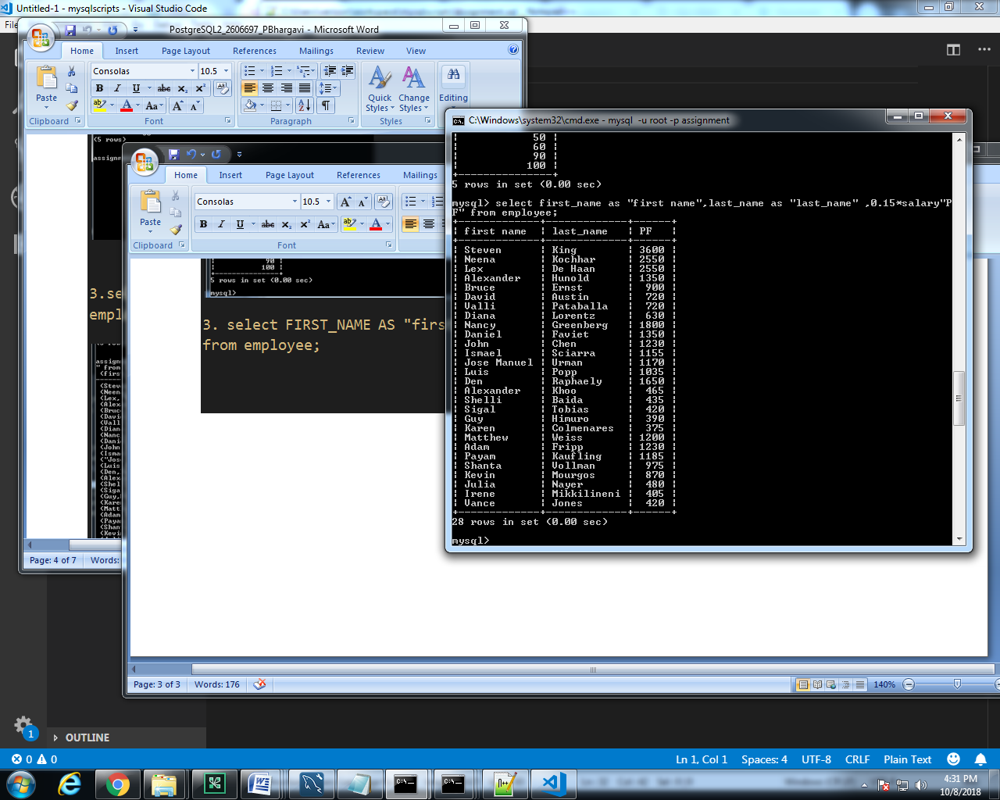 Untitled-1 - mysqlscripts - Visual Studio Code
PostgreSQL2_2606697_PBhargavi - Microsoft Word
Home Insert Page Layout References Mailings Review View
Consolas 10.5
Paste
Quick Styles
Change Styles
Editing
Clipboard Font Paragraph Styles
(5 rows)
Home Insert Page Layout References Mailings
Consolas 10.5
Paste
Clipboard Font
90 |
100 |
5 rows in set (0.00 sec)
mysql>
3. select FIRST_NAME AS "firs
from employee;
Page: 4 of 7 Words:
Page: 3 of 3 Words: 176 140%
C:\Windows\system32\cmd.exe - mysql -u root -p assignment
| 50 |
| 60 |
| 90 |
| 100 |
+---------------+
5 rows in set (0.00 sec)
mysql> select first_name as "first name",last_name as "last_name" ,0.15*salary"P
F" from employee;
| first name | last_name | PF |
| Steven | King | 3600 |
| Neena | Kochhar | 2550 |
| Lex | De Haan | 2550 |
| Alexander | Hunold | 1350 |
| Bruce | Ernst | 900 |
| David | Austin | 720 |
| Valli | Pataballa | 720 |
| Diana | Lorentz | 630 |
| Nancy | Greenberg | 1800 |
| Daniel | Faviet | 1350 |
| John | Chen | 1230 |
| Ismael | Sciarra | 1155 |
| Jose Manuel | Urman | 1170 |
| Luis | Popp | 1035 |
| Den | Raphaely | 1650 |
| Alexander | Khoo | 465 |
| Shelli | Baida | 435 |
| Sigal | Tobias | 420 |
| Guy | Himuro | 390 |
| Karen | Colmenares | 375 |
| Matthew | Weiss | 1200 |
| Adam | Fripp | 1230 |
| Payam | Kaufling | 1185 |
| Shanta | Vollman | 975 |
| Kevin | Mourgos | 870 |
| Julia | Nayer | 480 |
| Irene | Mikkilineni | 405 |
| Vance | Jones | 420 |
28 rows in set (0.00 sec)
mysql>
OUTLINE
1
0 0 Ln 1, Col 1 Spaces: 4 UTF-8 CRLF Plain Text
4:31 PM
10/8/2018